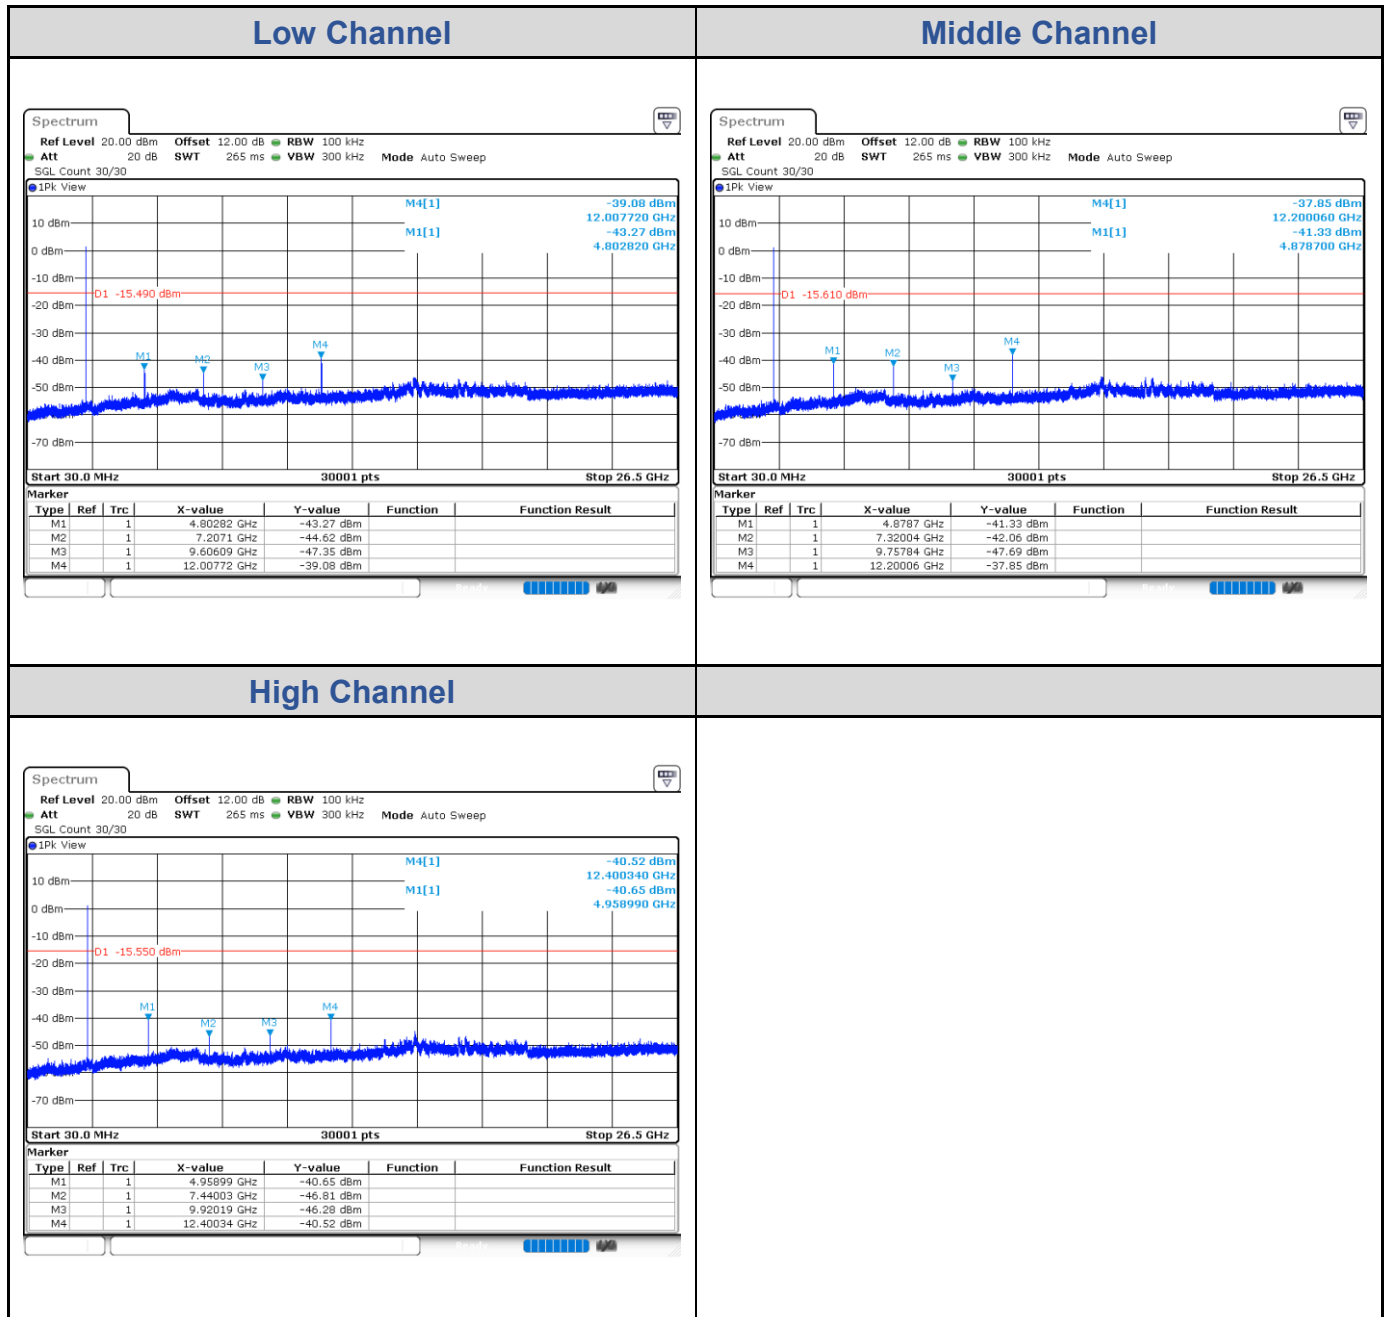 Low Channel
Middle Channel
Spectrum
Ref Level 20.00 dBm Offset 12.00 dB RBW 100 kHz
Att 20 dB SWT 265 ms VBW 300 kHz Mode Auto Sweep
SGL Count 30/30
1Pk View
M4[1] -39.08 dBm
12.007720 GHz
M1[1] -43.27 dBm
4.802820 GHz
10 dBm
0 dBm
-10 dBm
D1 -15.490 dBm
-20 dBm
-30 dBm
M4
M1 M2 M3
-40 dBm
-50 dBm
-70 dBm
Start 30.0 MHz 30001 pts Stop 26.5 GHz
Marker
Type Ref Trc X-value Y-value Function Function Result
M1 1 4.80282 GHz -43.27 dBm
M2 1 7.2071 GHz -44.62 dBm
M3 1 9.60609 GHz -47.35 dBm
M4 1 12.00772 GHz -39.08 dBm
Spectrum
Ref Level 20.00 dBm Offset 12.00 dB RBW 100 kHz
Att 20 dB SWT 265 ms VBW 300 kHz Mode Auto Sweep
SGL Count 30/30
1Pk View
M4[1] -37.85 dBm
12.200060 GHz
M1[1] -41.33 dBm
4.878700 GHz
10 dBm
0 dBm
-10 dBm
D1 -15.610 dBm
-20 dBm
-30 dBm
M4
M1 M2 M3
-40 dBm
-50 dBm
-70 dBm
Start 30.0 MHz 30001 pts Stop 26.5 GHz
Marker
Type Ref Trc X-value Y-value Function Function Result
M1 1 4.8787 GHz -41.33 dBm
M2 1 7.32004 GHz -42.06 dBm
M3 1 9.75784 GHz -47.69 dBm
M4 1 12.20006 GHz -37.85 dBm
High Channel
Spectrum
Ref Level 20.00 dBm Offset 12.00 dB RBW 100 kHz
Att 20 dB SWT 265 ms VBW 300 kHz Mode Auto Sweep
SGL Count 30/30
1Pk View
M4[1] -40.52 dBm
12.400340 GHz
M1[1] -40.65 dBm
4.958990 GHz
10 dBm
0 dBm
-10 dBm
D1 -15.550 dBm
-20 dBm
-30 dBm
M1 M4
M2 M3
-40 dBm
-50 dBm
-70 dBm
Start 30.0 MHz 30001 pts Stop 26.5 GHz
Marker
Type Ref Trc X-value Y-value Function Function Result
M1 1 4.95899 GHz -40.65 dBm
M2 1 7.44003 GHz -46.81 dBm
M3 1 9.92019 GHz -46.28 dBm
M4 1 12.40034 GHz -40.52 dBm